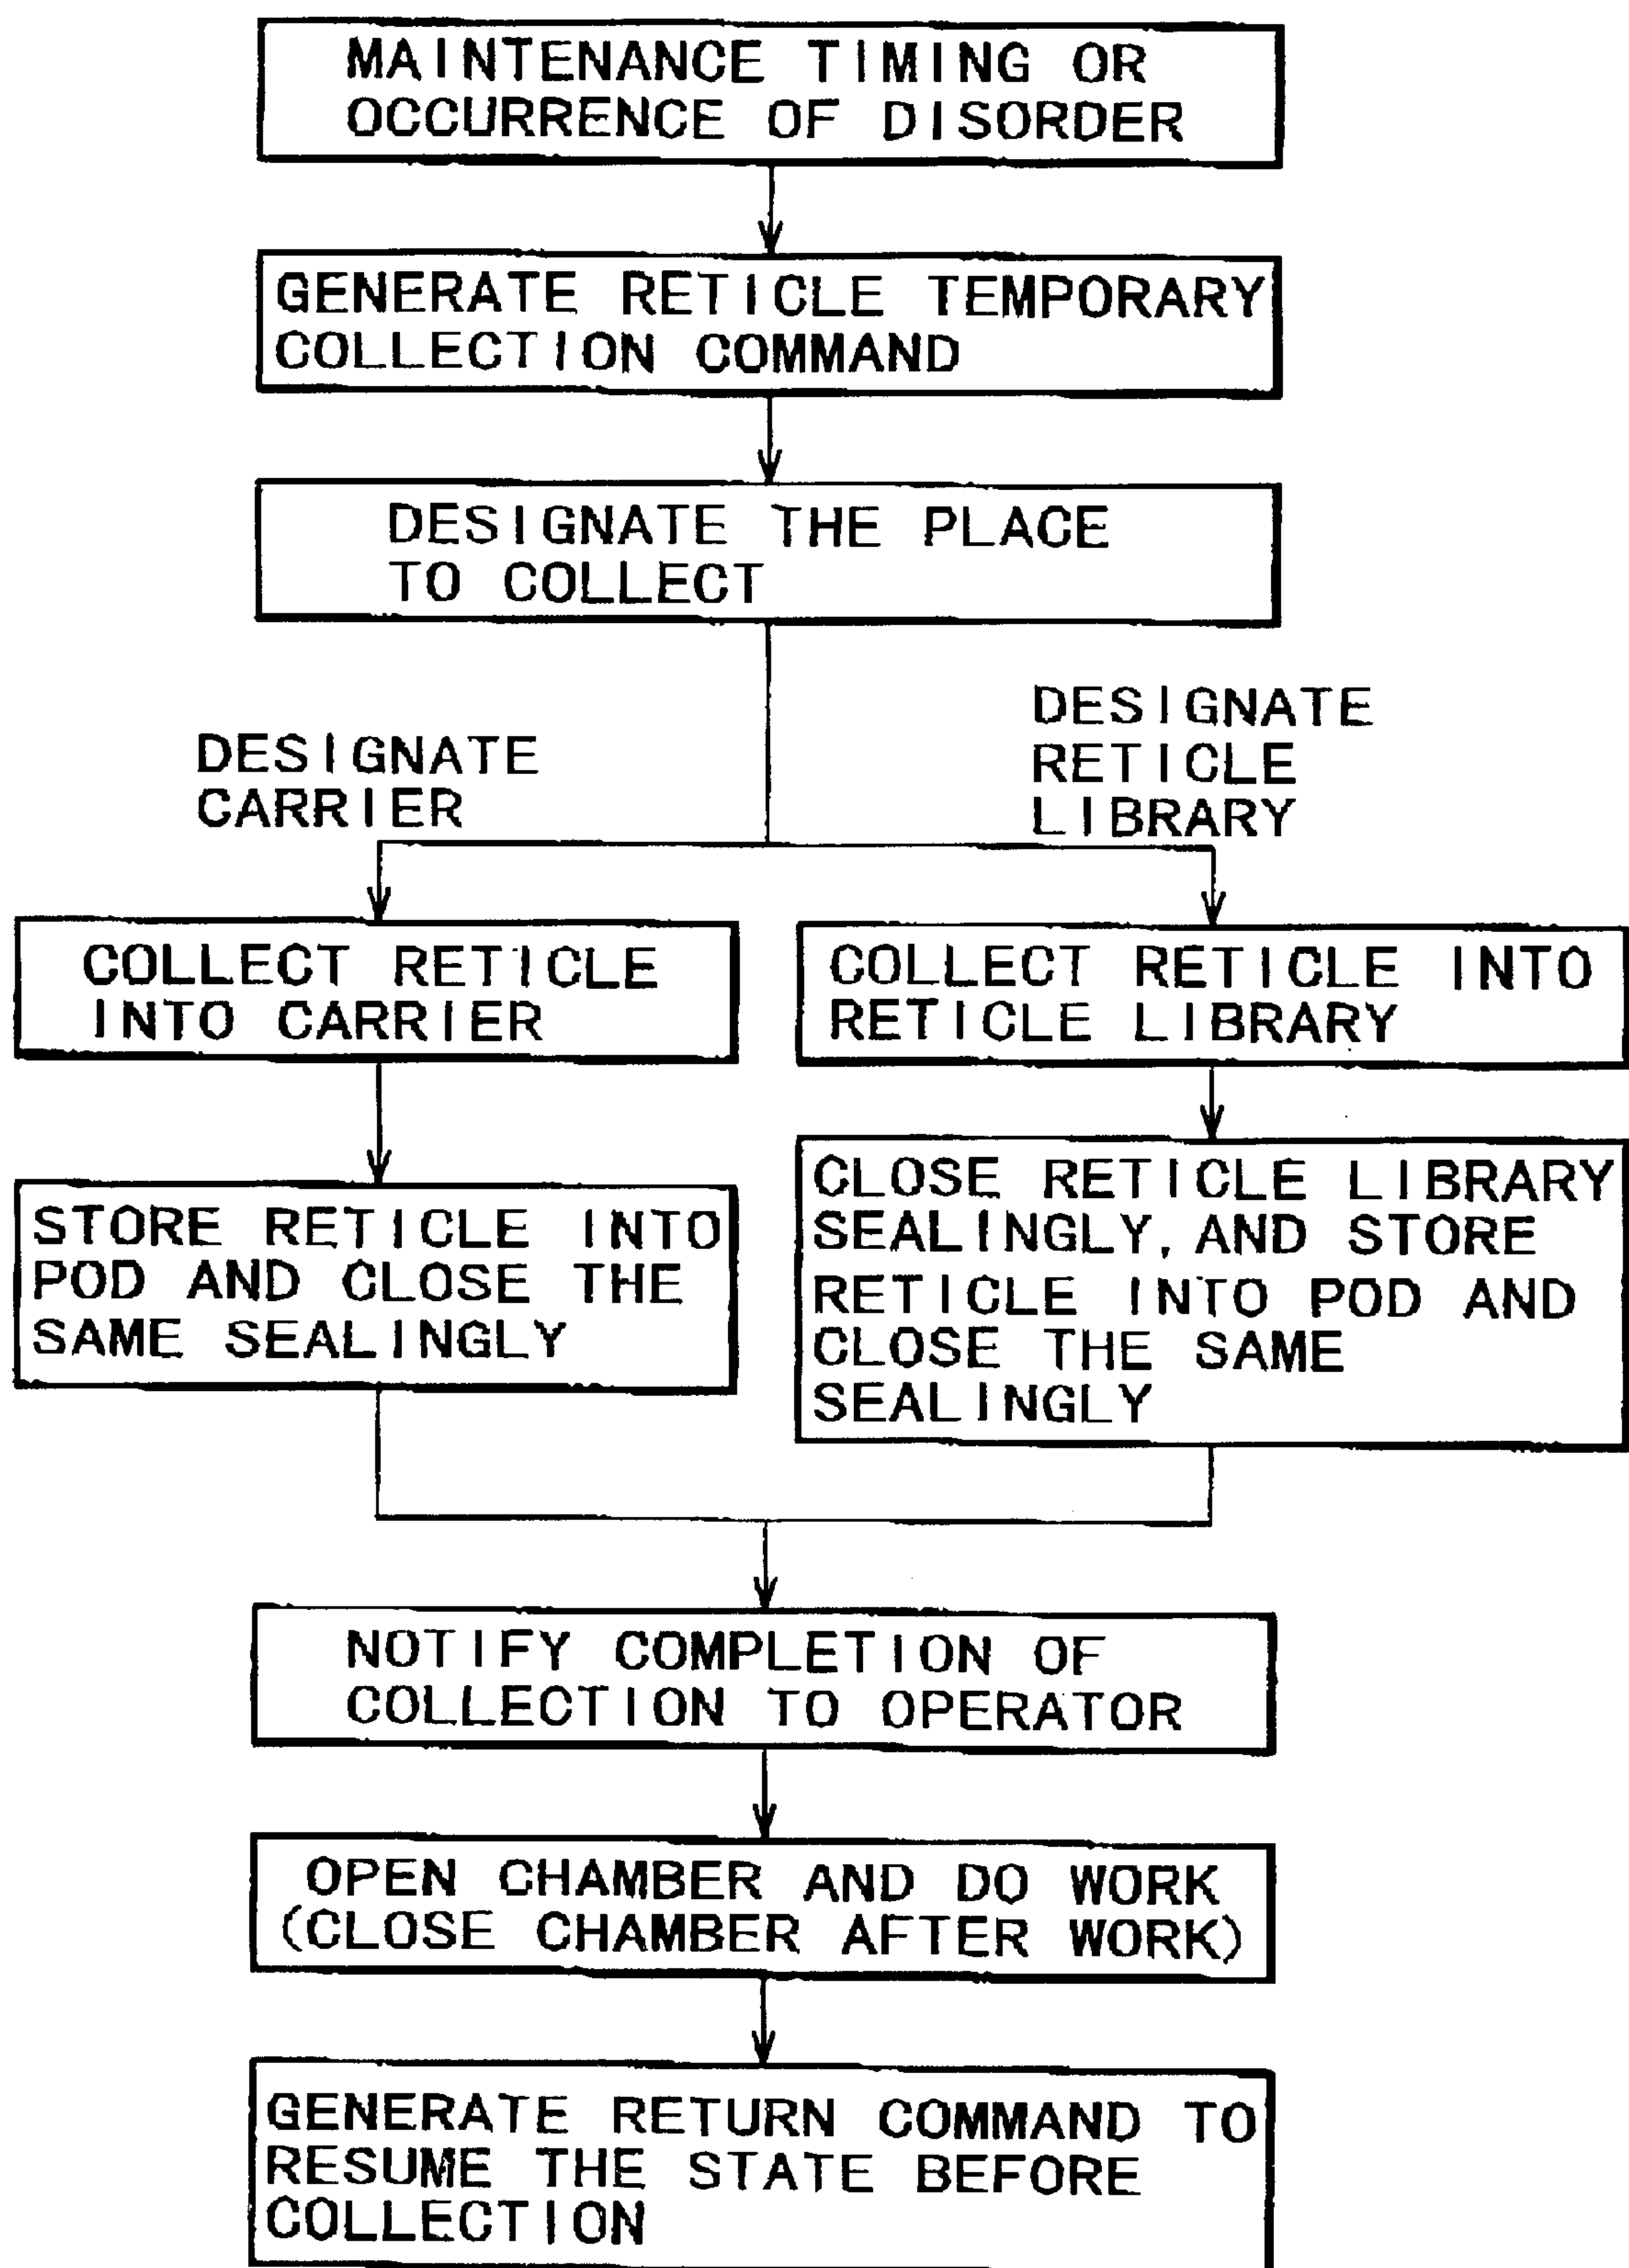 MAINTENANCE TIMING OR
OCCURRENCE OF DISORDER
GENERATE RETICLE TEMPORARY
COLLECTION COMMAND
DESIGNATE THE PLACE
TO COLLECT
DESIGNATE
CARRIER
DESIGNATE
RETICLE
LIBRARY
COLLECT RETICLE
INTO CARRIER
COLLECT RETICLE INTO
RETICLE LIBRARY
STORE RETICLE INTO
POD AND CLOSE THE
SAME SEALINGLY
CLOSE RETICLE LIBRARY
SEALINGLY, AND STORE
RETICLE INTO POD AND
CLOSE THE SAME
SEALINGLY
NOTIFY COMPLETION OF
COLLECTION TO OPERATOR
OPEN CHAMBER AND DO WORK
(CLOSE CHAMBER AFTER WORK)
GENERATE RETURN COMMAND TO
RESUME THE STATE BEFORE
COLLECTION